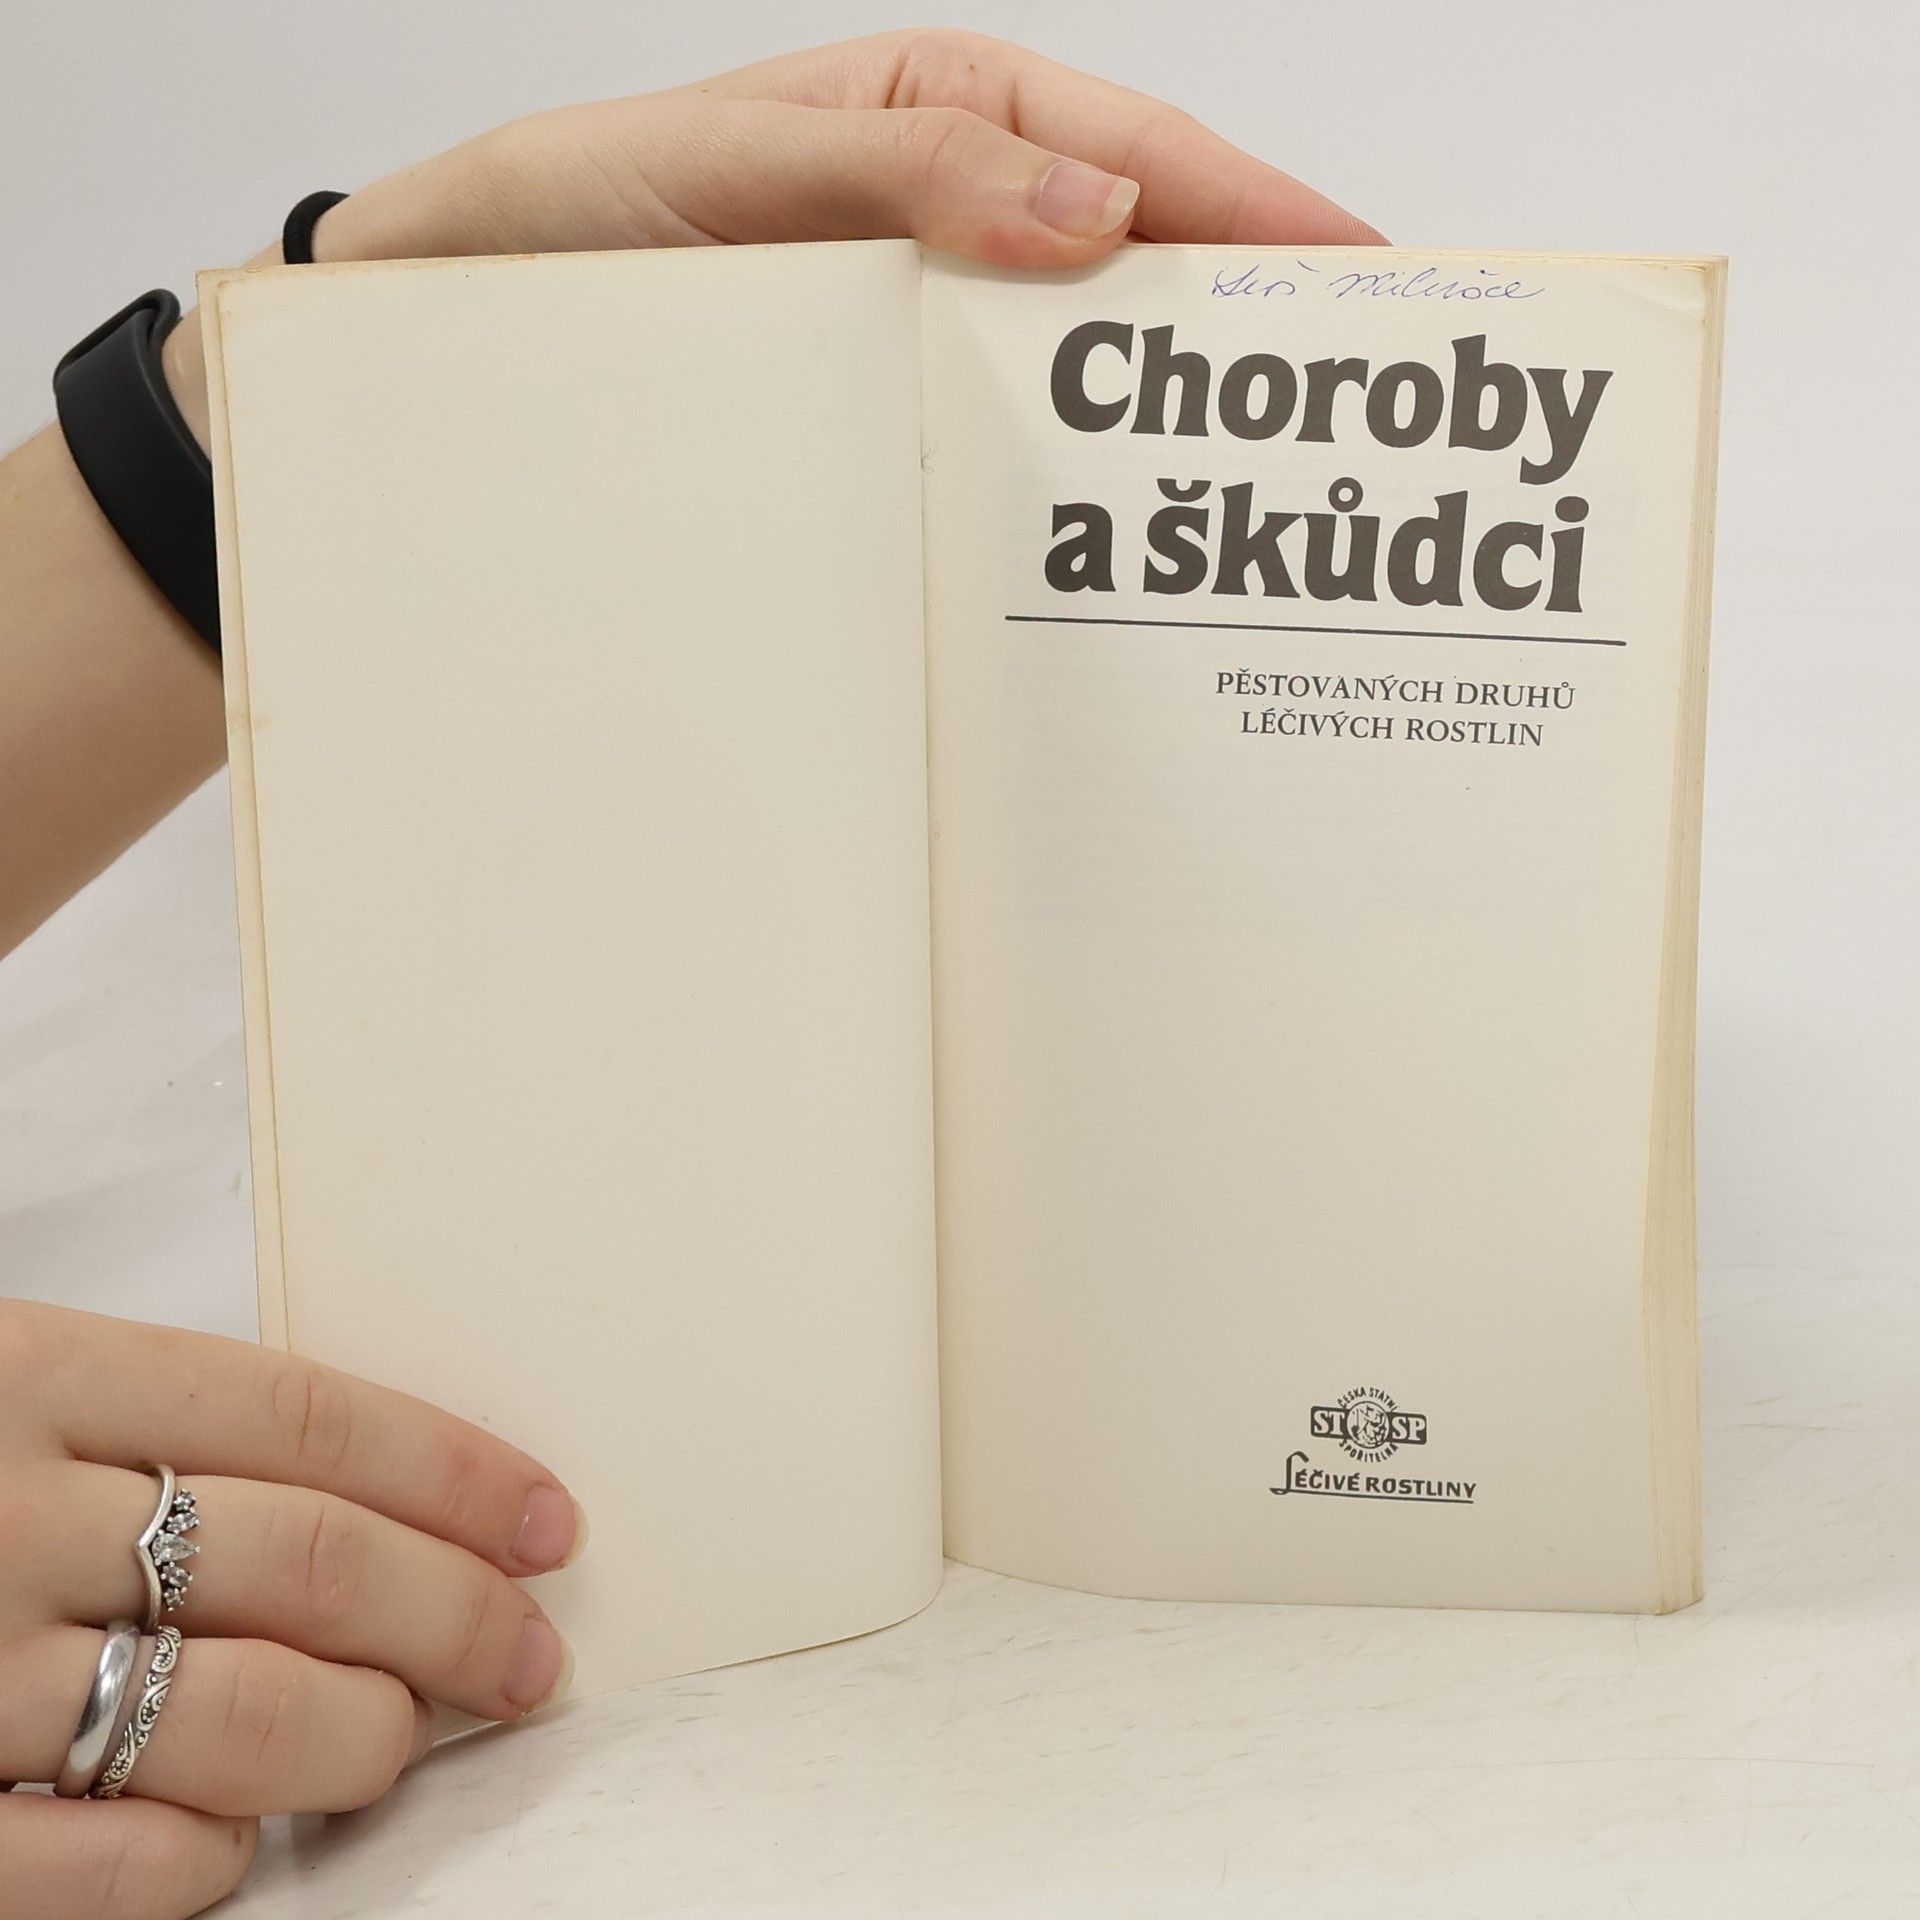 Choroby
a škůdci
PĚSTOVANÝCH DRUHŮ
LÉČIVÝCH ROSTLIN
ČESKÁ STÁTNÍ
ST SP
SPOŘITELNA
LÉČIVÉ ROSTLINY